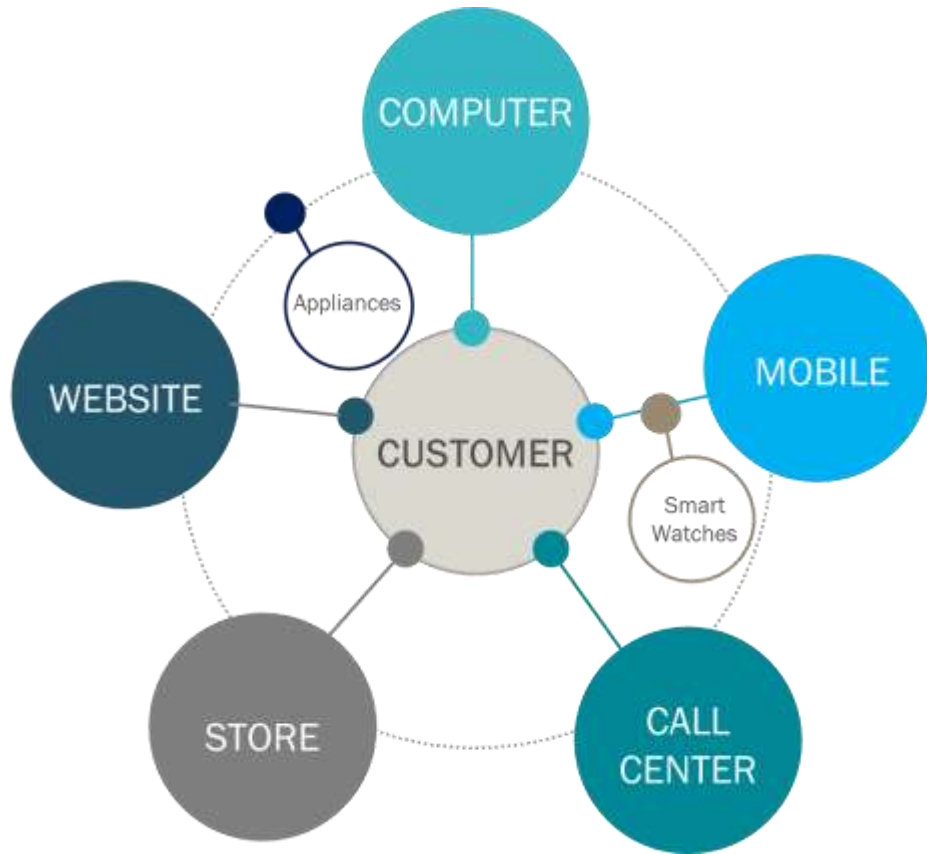 COMPUTER
Appliances
WEBSITE
MOBILE
CUSTOMER
Smart
Watches
STORE
CALL
CENTER